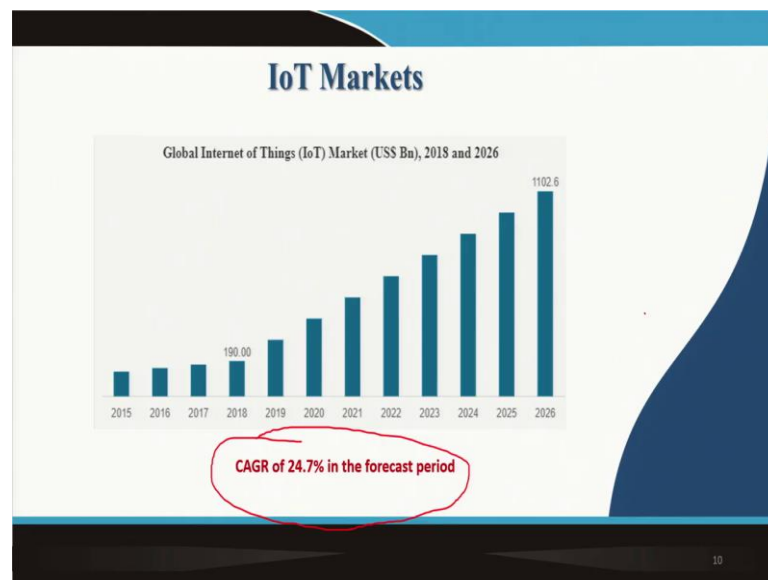 IoT Markets
Global Internet of Things (IoT) Market (US$ Bn), 2018 and 2026
1102.6
190.00
2015 2016 2017 2018 2019 2020 2021 2022 2023 2024 2025 2026
CAGR of 24.7% in the forecast period
10